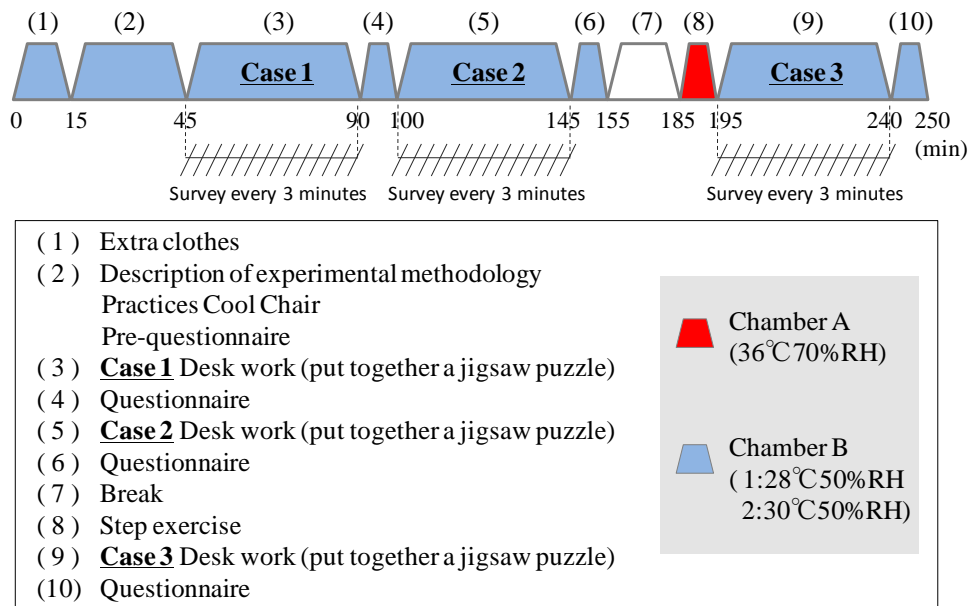 (1) (2) (3) (4) (5) (6) (7) (8) (9) (10)
Case 1 Case 2 Case 3
0 15 45 90 100 145 155 185 195 240 250
(min)
Survey every 3 minutes Survey every 3 minutes Survey every 3 minutes
( 1 ) Extra clothes
( 2 ) Description of experimental methodology
Practices Cool Chair
Pre-questionnaire
( 3 ) Case 1 Desk work (put together a jigsaw puzzle)
( 4 ) Questionnaire
( 5 ) Case 2 Desk work (put together a jigsaw puzzle)
( 6 ) Questionnaire
( 7 ) Break
( 8 ) Step exercise
( 9 ) Case 3 Desk work (put together a jigsaw puzzle)
(10) Questionnaire
Chamber A
(36℃70%RH)
Chamber B
( 1:28℃50%RH
2:30℃50%RH)